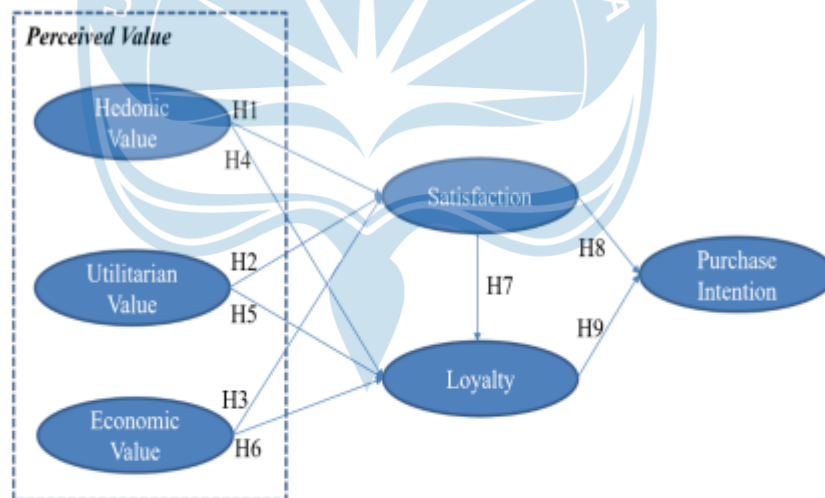 Perceived Value
Hedonic
Value
H1
H4
Utilitarian
Value
H2
H5
Economic
Value
H3
H6
Satisfaction
H7
Loyalty
H8
H9
Purchase
Intention